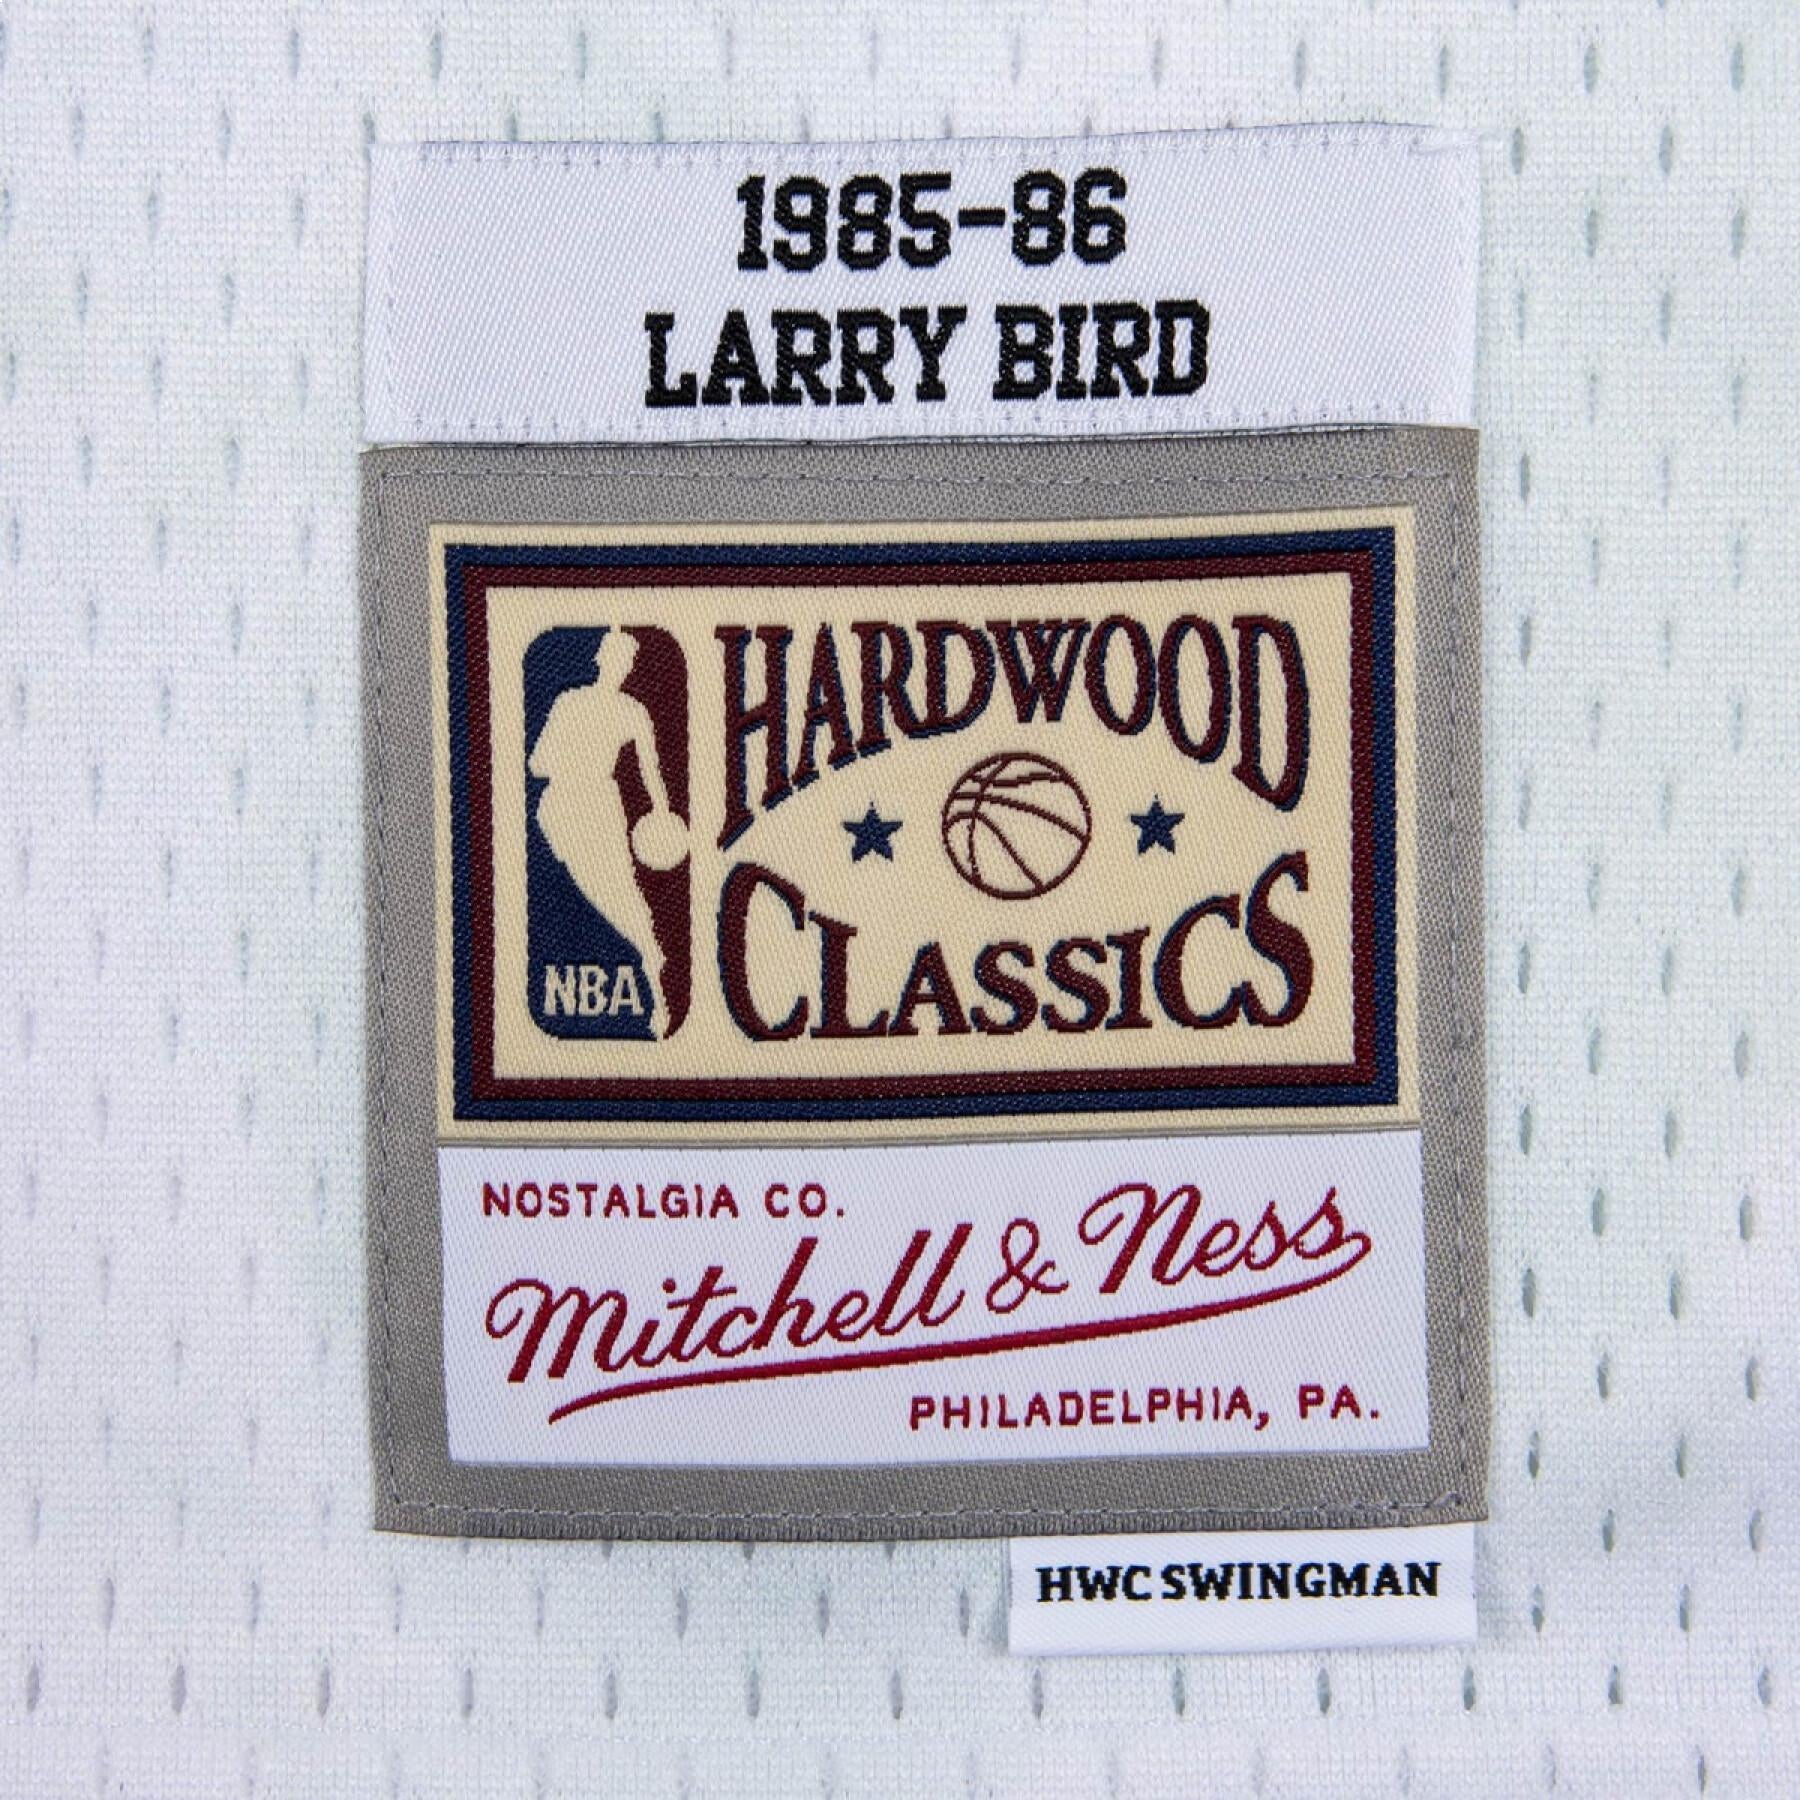 1985-86
LARRY BIRD
HARDWOOD
CLASSICS
NBA
NOSTALGIA CO.
Mitchell & Ness
PHILADELPHIA, PA.
HWC SWINGMAN